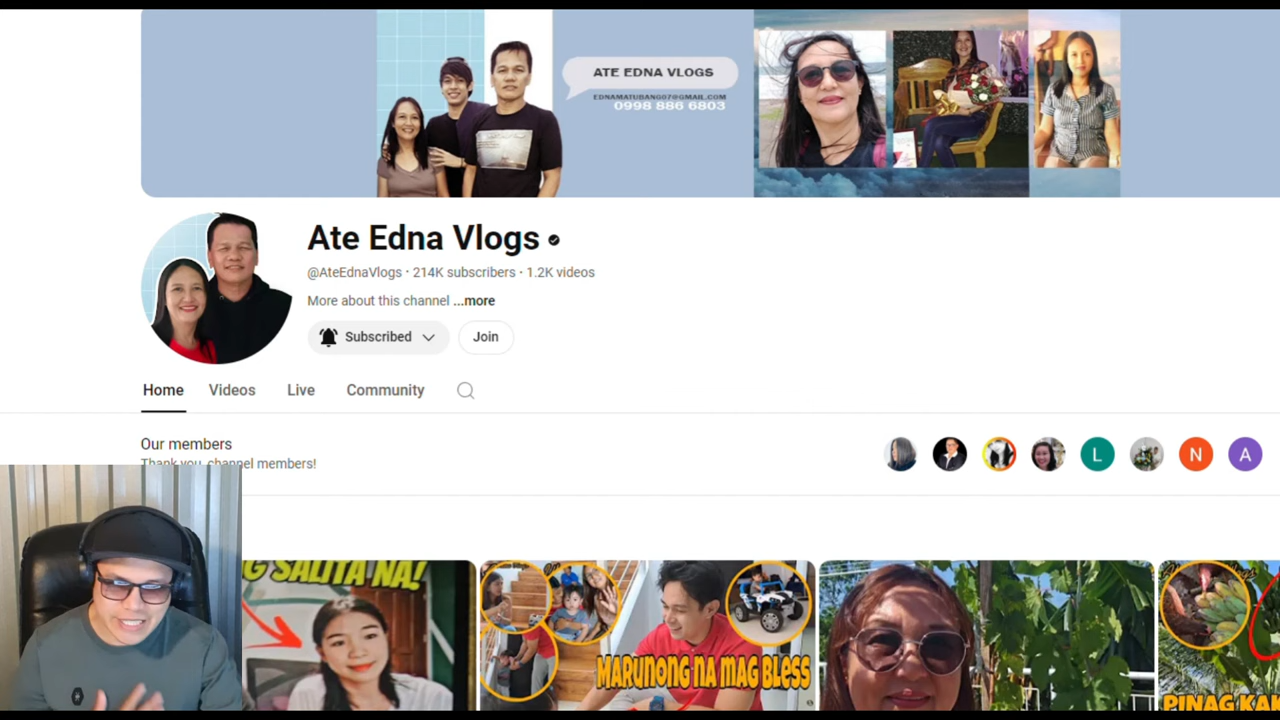 ATE EDNA VLOGS
EDNAMATUBANG07@GMAIL.COM
0998 886 6803
Ate Edna Vlogs
@AteEdnaVlogs · 214K subscribers · 1.2K videos
More about this channel ...more
Subscribed
Join
Home Videos Live Community
Our members
Thank you, channel members!
L
N
A
G SALITA NA!
MARUNONG NA MAG BLESS
PINAG KAK